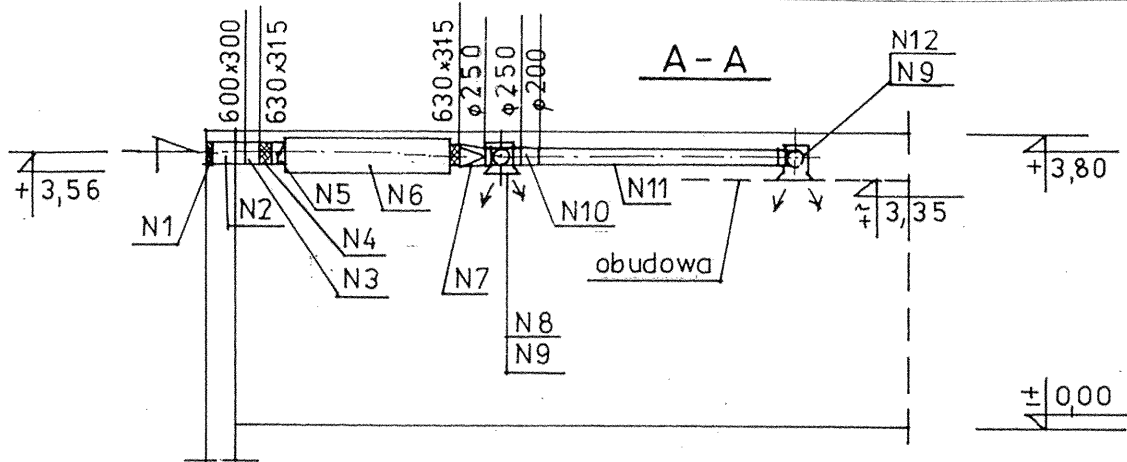 600x300
630x315
630x315
φ250
φ250
φ200
A-A
N12
N9
+3,56
+3,80
N1
N2
N5
N6
N4
N3
N7
N10
N11
~+3,35
obudowa
N8
N9
±0,00